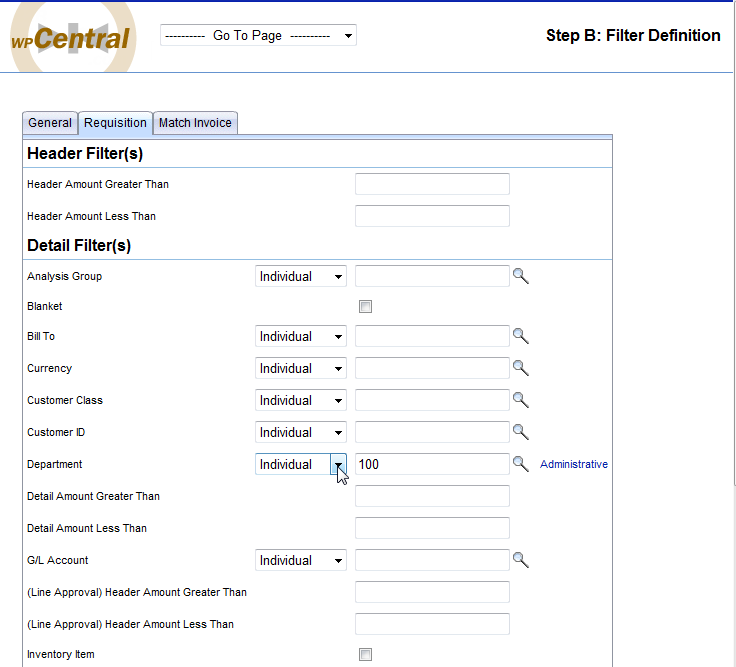 wpCentral
---------- Go To Page ----------
Step B: Filter Definition
General Requisition Match Invoice
Header Filter(s)
Header Amount Greater Than
Header Amount Less Than
Detail Filter(s)
Analysis Group Individual
Blanket
Bill To Individual
Currency Individual
Customer Class Individual
Customer ID Individual
Department Individual 100 Administrative
Detail Amount Greater Than
Detail Amount Less Than
G/L Account Individual
(Line Approval) Header Amount Greater Than
(Line Approval) Header Amount Less Than
Inventory Item